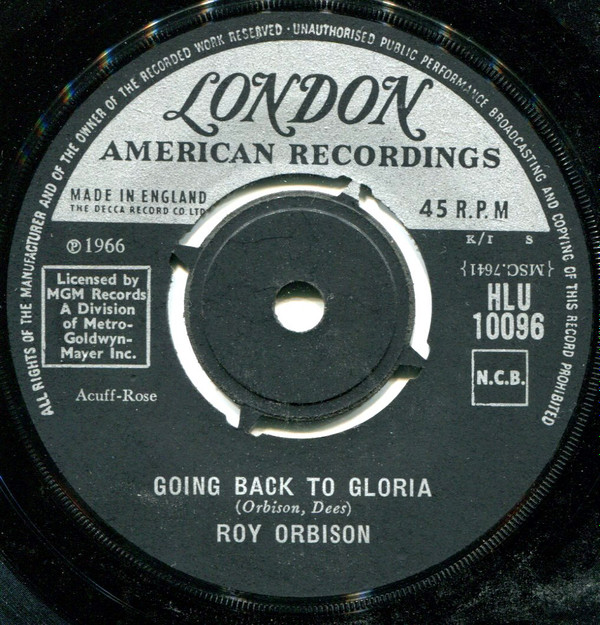 ALL RIGHTS OF THE MANUFACTURER AND OF THE OWNER OF THE RECORDED WORK RESERVED · UNAUTHORISED PUBLIC PERFORMANCE BROADCASTING AND COPYING OF THIS RECORD PROHIBITED
LONDON
AMERICAN RECORDINGS
MADE IN ENGLAND
THE DECCA RECORD CO. LTD
45 R.P.M
K/T S
℗ 1966
{MSC.7641}
Licensed by
MGM Records
A Division
of Metro-
Goldwyn-
Mayer Inc.
HLU
10096
N.C.B.
Acuff-Rose
GOING BACK TO GLORIA
(Orbison, Dees)
ROY ORBISON